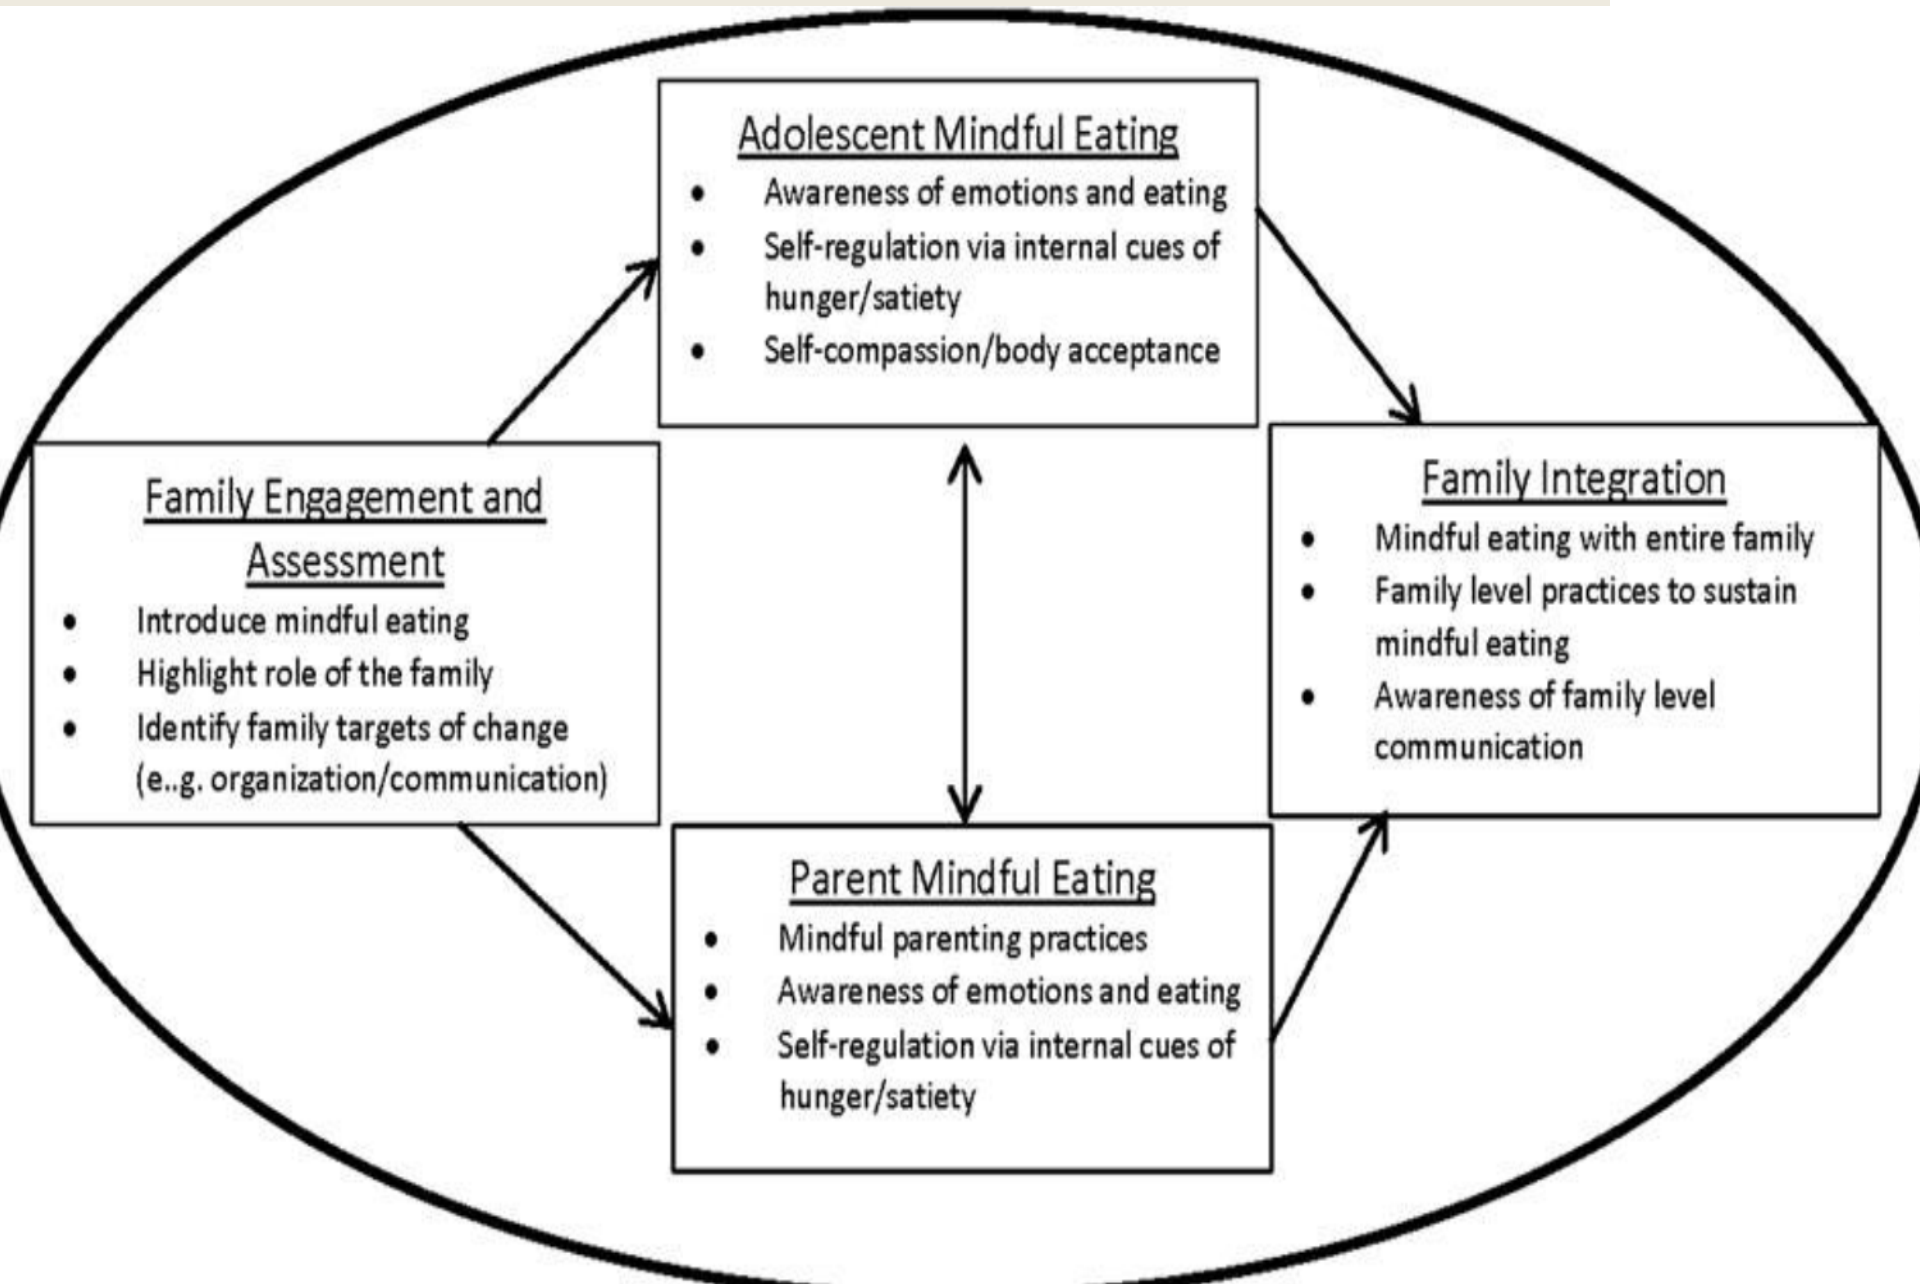 Adolescent Mindful Eating
• Awareness of emotions and eating
• Self-regulation via internal cues of
hunger/satiety
• Self-compassion/body acceptance
Family Engagement and
Assessment
• Introduce mindful eating
• Highlight role of the family
• Identify family targets of change
(e..g. organization/communication)
Family Integration
• Mindful eating with entire family
• Family level practices to sustain
mindful eating
• Awareness of family level
communication
Parent Mindful Eating
• Mindful parenting practices
• Awareness of emotions and eating
• Self-regulation via internal cues of
hunger/satiety